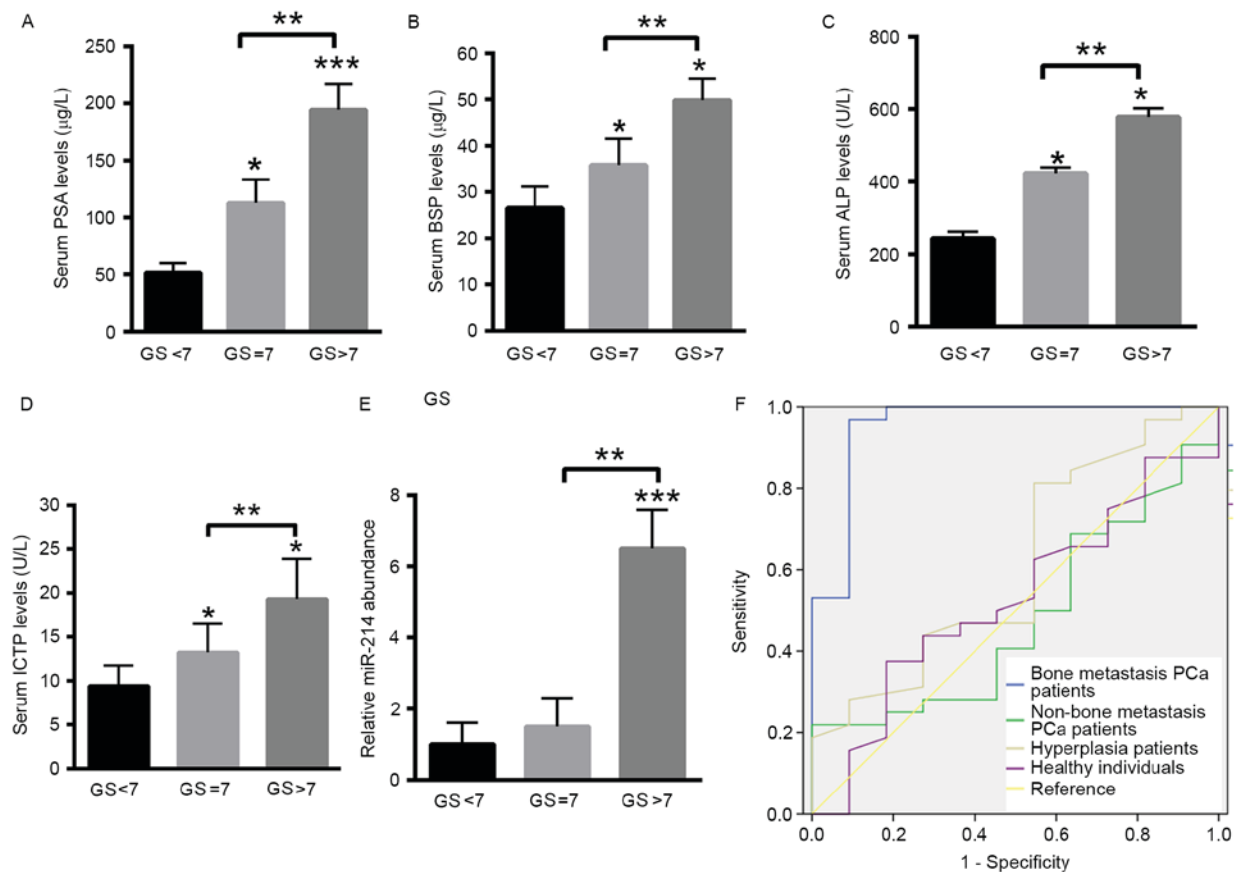 A
**
***
*
Serum PSA levels (µg/L)
250
200
150
100
50
0
GS <7
GS=7
GS>7
B
**
*
*
Serum BSP levels (µg/L)
60
50
40
30
20
10
0
GS<7
GS=7
GS>7
C
**
*
*
Serum ALP levels (U/L)
800
600
400
200
0
GS<7
GS=7
GS>7
D
**
*
*
Serum ICTP levels (U/L)
30
25
20
15
10
5
0
GS<7
GS=7
GS>7
E
GS
**
***
Relative miR-214 abundance
8
6
4
2
0
GS<7
GS=7
GS >7
F
Sensitivity
1.0
0.8
0.6
0.4
0.2
0.0
Bone metastasis PCa
patients
Non-bone metastasis
PCa patients
Hyperplasia patients
Healthy individuals
Reference
0.0
0.2
0.4
0.6
0.8
1.0
1 - Specificity